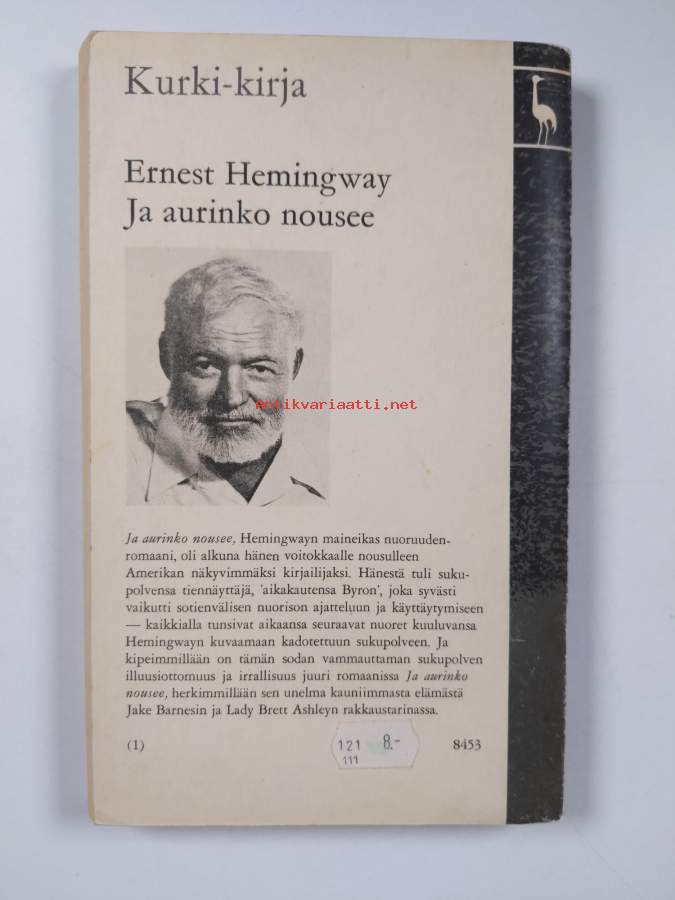 Kurki-kirja
Ernest Hemingway
Ja aurinko nousee
Antikvariaatti.net
Ja aurinko nousee, Hemingwayn maineikas nuoruuden-
romaani, oli alkuna hänen voitokkaalle nousulleen
Amerikan näkyvimmäksi kirjailijaksi. Hänestä tuli suku-
polvensa tiennäyttäjä, 'aikakautensa Byron', joka syvästi
vaikutti sotienvälisen nuorison ajatteluun ja käyttäytymiseen
— kaikkialla tunsivat aikaansa seuraavat nuoret kuuluvansa
Hemingwayn kuvaamaan kadotettuun sukupolveen. Ja
kipeimmillään on tämän sodan vammauttaman sukupolven
illuusiottomuus ja irrallisuus juuri romaanissa Ja aurinko
nousee, herkimmillään sen unelma kauniimmasta elämästä
Jake Barnesin ja Lady Brett Ashleyn rakkaustarinassa.
(1)
121 8.-
111
8453